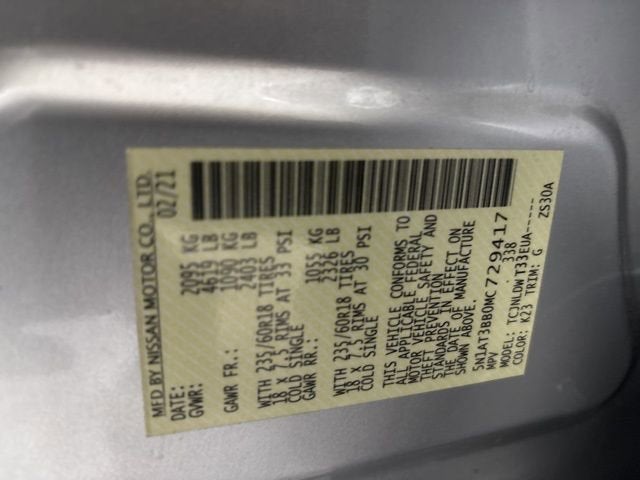 MFD BY NISSAN MOTOR CO., LTD.
DATE: 02/21
GVWR: 2095 KG
4619 LB
GAWR FR.: 1090 KG
2403 LB
WITH 235/60R18 TIRES
18 X 7.5 RIMS AT 33 PSI
COLD SINGLE
GAWR RR.: 1055 KG
2326 LB
WITH 235/60R18 TIRES
18 X 7.5 RIMS AT 30 PSI
COLD SINGLE
THIS VEHICLE CONFORMS TO
ALL APPLICABLE FEDERAL
MOTOR VEHICLE SAFETY AND
THEFT PREVENTION
STANDARDS IN EFFECT ON
THE DATE OF MANUFACTURE
SHOWN ABOVE.
5N1AT3BB0MC729417
MPV 338
MODEL: TCJNLDWT33EUA-----
COLOR: K23 TRIM: G ZS30A